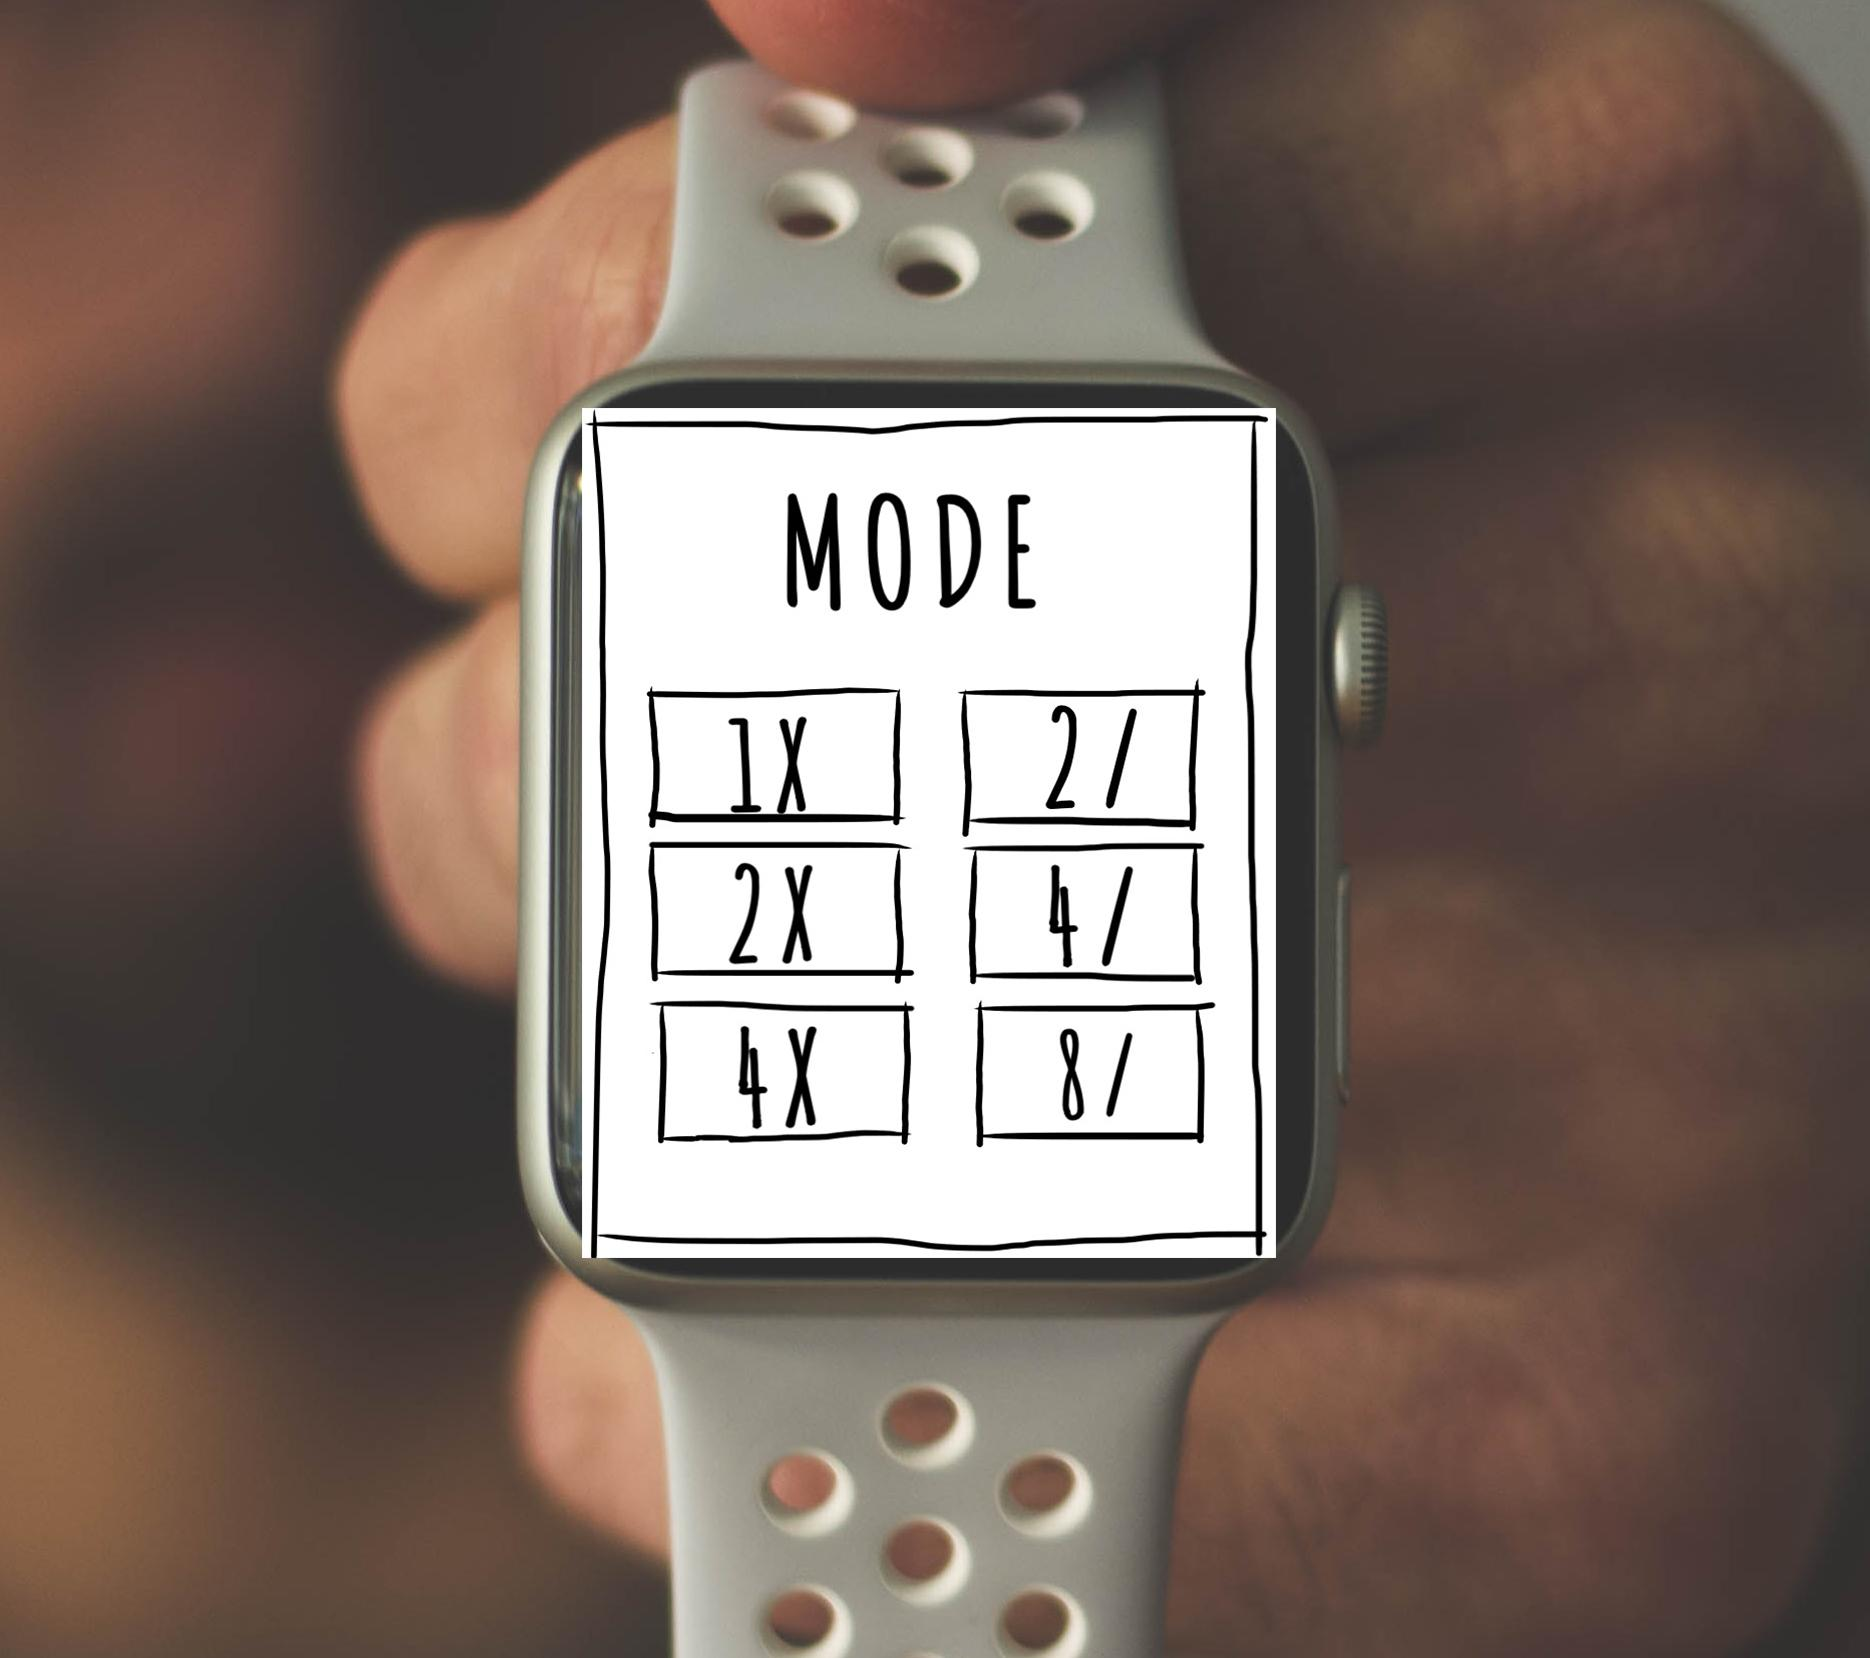 MODE
1X 2/
2X 4/
4X 8/